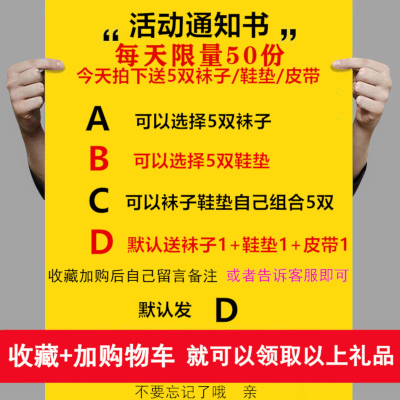 “活动通知书”
每天限量50份
今天拍下送5双袜子/鞋垫/皮带
A 可以选择5双袜子
B 可以选择5双鞋垫
C 可以袜子鞋垫自己组合5双
D 默认送袜子1+鞋垫1+皮带1
收藏加购后自己留言备注 或者告诉客服即可
默认发 D
收藏+加购物车 就可以领取以上礼品
不要忘记了哦 亲